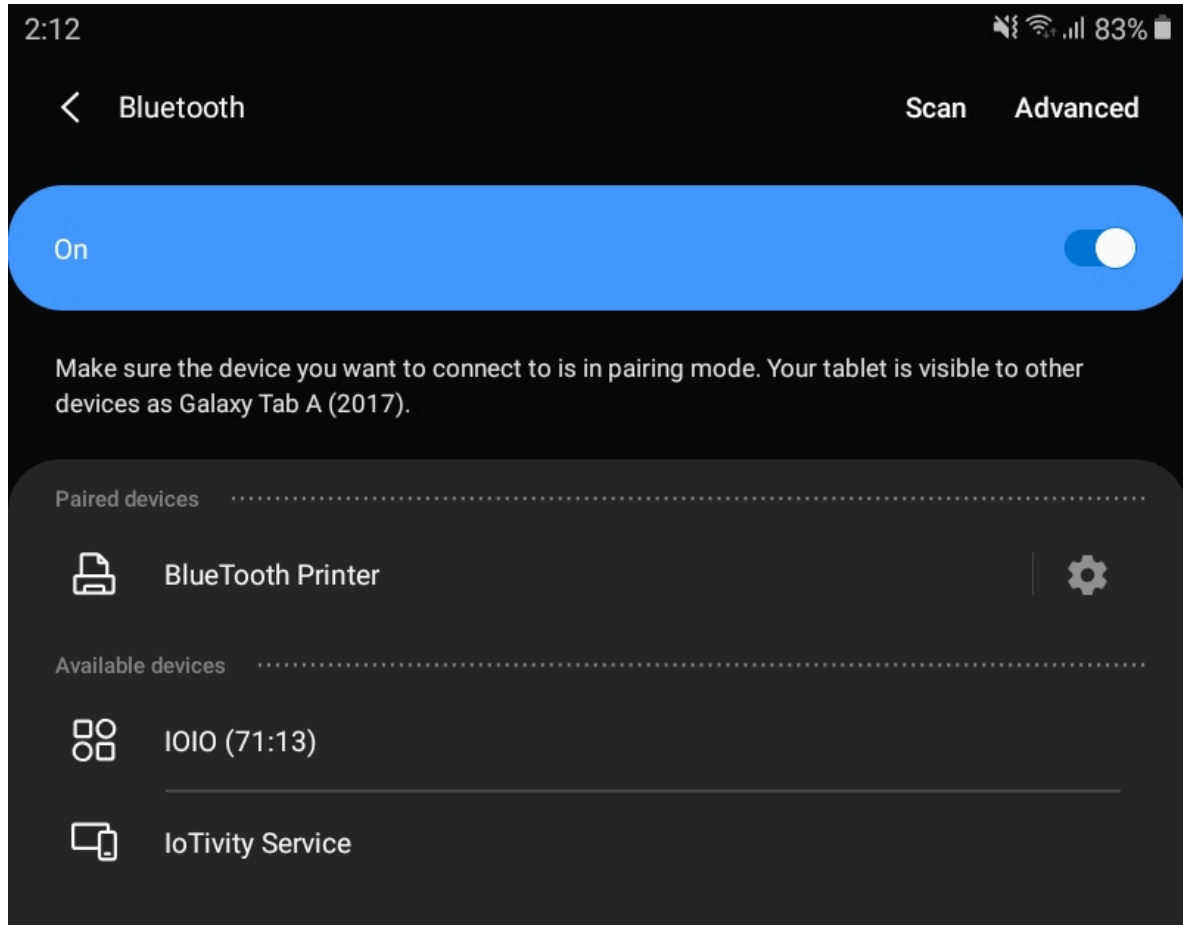 2:12 83%
Bluetooth Scan Advanced
On
Make sure the device you want to connect to is in pairing mode. Your tablet is visible to other
devices as Galaxy Tab A (2017).
Paired devices
BlueTooth Printer
Available devices
IOIO (71:13)
IoTivity Service